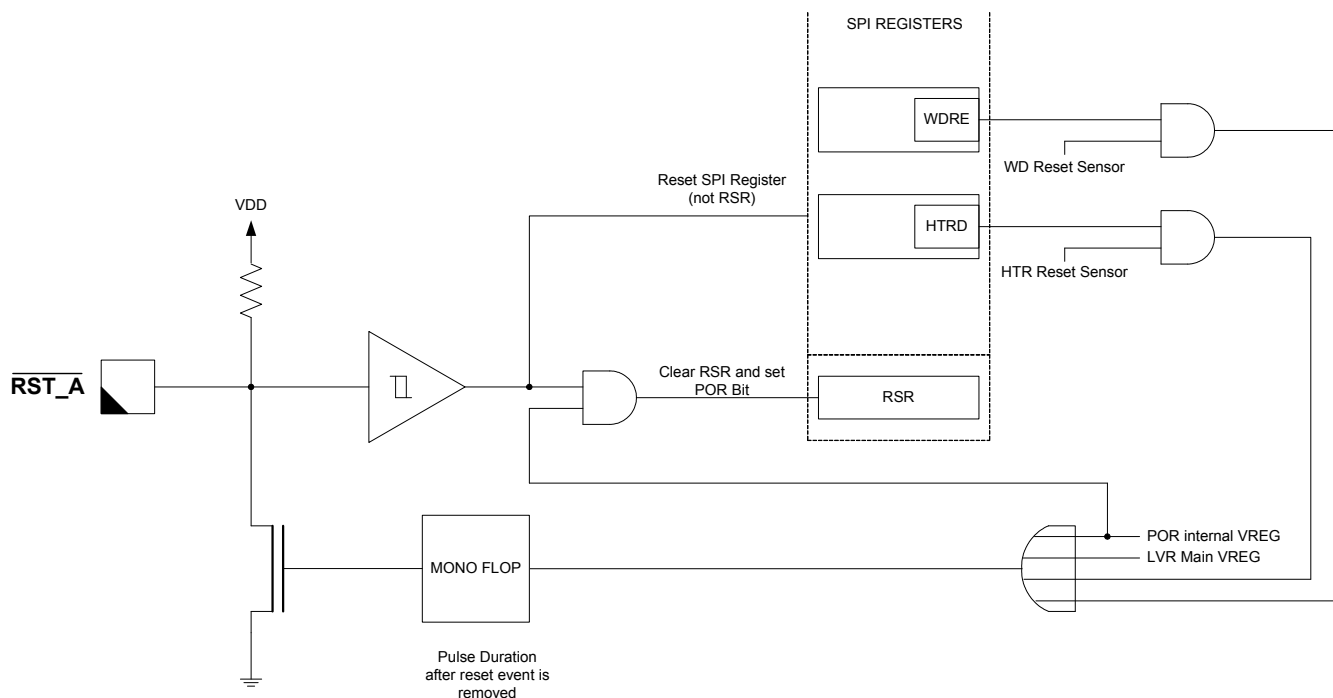 SPI REGISTERS
WDRE
WD Reset Sensor
Reset SPI Register
(not RSR)
VDD
HTRD
HTR Reset Sensor
RST_A
Clear RSR and set
POR Bit
RSR
POR internal VREG
LVR Main VREG
MONO FLOP
Pulse Duration
after reset event is
removed